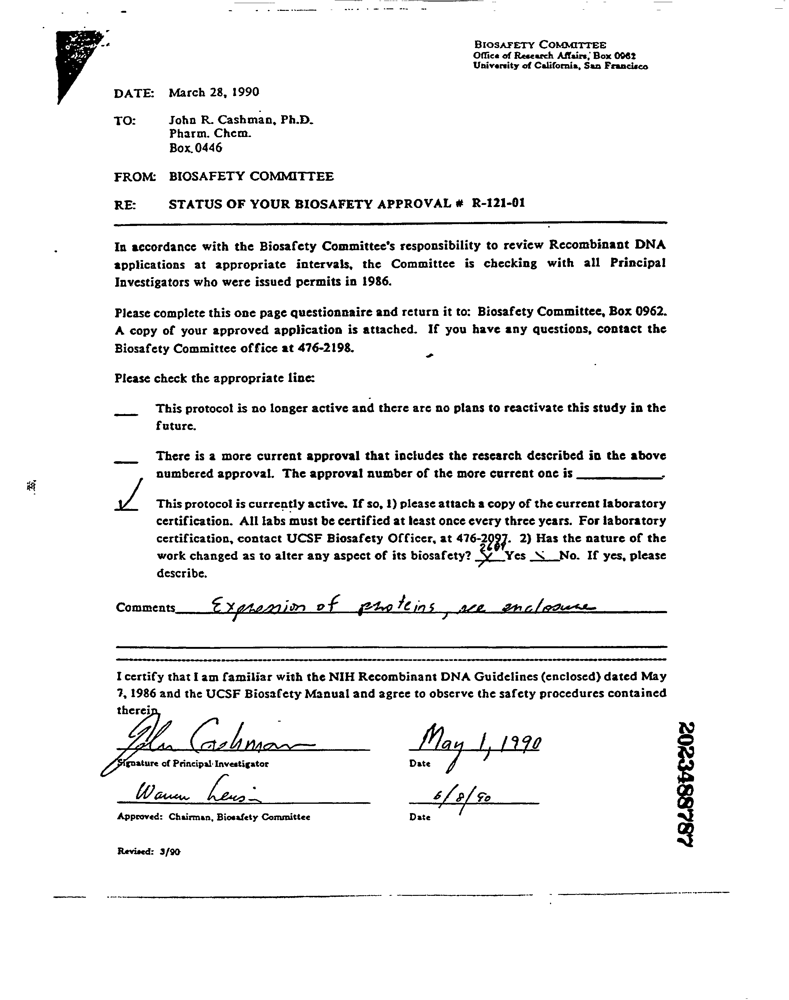 BIOSAFETY COMMITTEE
Office of Research Affairs, Box 0962
University of California, San Francisco
DATE: March 28, 1990
TO: John R. Cashman, Ph.D.
Pharm. Chem.
Box 0446
FROM: BIOSAFETY COMMITTEE
RE: STATUS OF YOUR BIOSAFETY APPROVAL # R-121-01
In accordance with the Biosafety Committee's responsibility to review Recombinant DNA
applications at appropriate intervals, the Committee is checking with all Principal
Investigators who were issued permits in 1986.
Please complete this one page questionnaire and return it to: Biosafety Committee, Box 0962.
A copy of your approved application is attached. If you have any questions, contact the
Biosafety Committee office at 476-2198.
Please check the appropriate line:
___ This protocol is no longer active and there are no plans to reactivate this study in the
future.
___ There is a more current approval that includes the research described in the above
numbered approval. The approval number of the more current one is ____________.
✓ This protocol is currently active. If so, 1) please attach a copy of the current laboratory
certification. All labs must be certified at least once every three years. For laboratory
certification, contact UCSF Biosafety Officer, at 476-2097. 2) Has the nature of the
work changed as to alter any aspect of its biosafety? ___Yes ___No. If yes, please
describe.
Comments Expression of proteins, see enclosure
I certify that I am familiar with the NIH Recombinant DNA Guidelines (enclosed) dated May
7, 1986 and the UCSF Biosafety Manual and agree to observe the safety procedures contained
therein.
John Cashman May 1, 1990
Signature of Principal Investigator Date
Warren Levi 6/8/90
Approved: Chairman, Biosafety Committee Date
Revised: 3/90
2023488787